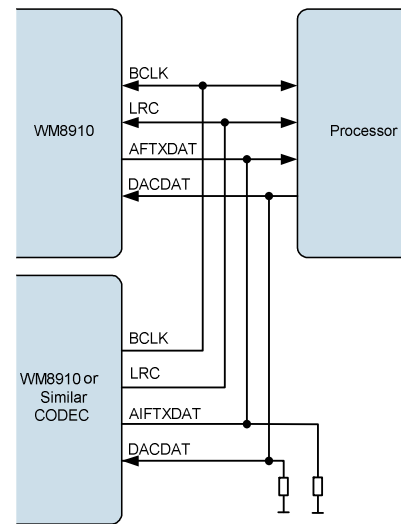 BCLK
LRC
WM8910
Processor
AFTXDAT
DACDAT
BCLK
LRC
WM8910 or
Similar
CODEC
AIFTXDAT
DACDAT